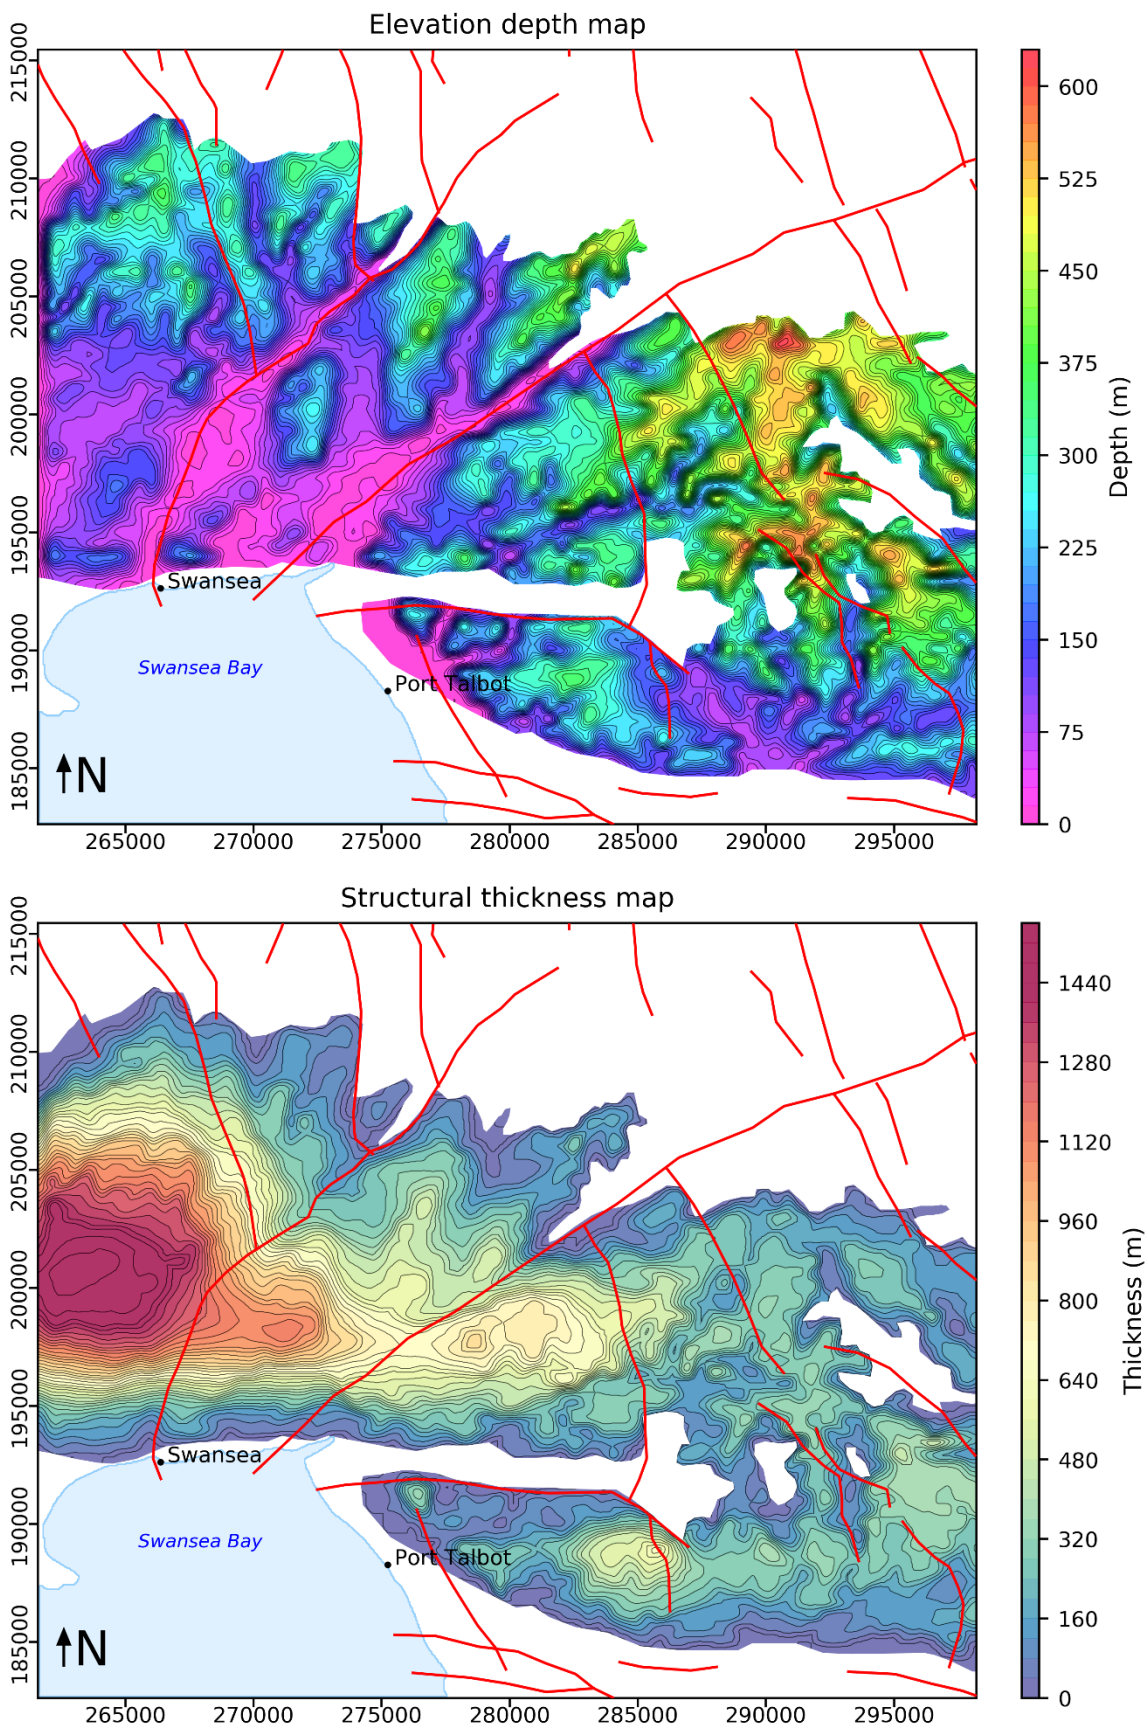 Elevation depth map
215000
210000
205000
200000
195000
190000
185000
Swansea
Swansea Bay
Port Talbot
N
265000 270000 275000 280000 285000 290000 295000
600
525
450
375
300
225
150
75
0
Depth (m)
Structural thickness map
215000
210000
205000
200000
195000
190000
185000
Swansea
Swansea Bay
Port Talbot
N
265000 270000 275000 280000 285000 290000 295000
1440
1280
1120
960
800
640
480
320
160
0
Thickness (m)